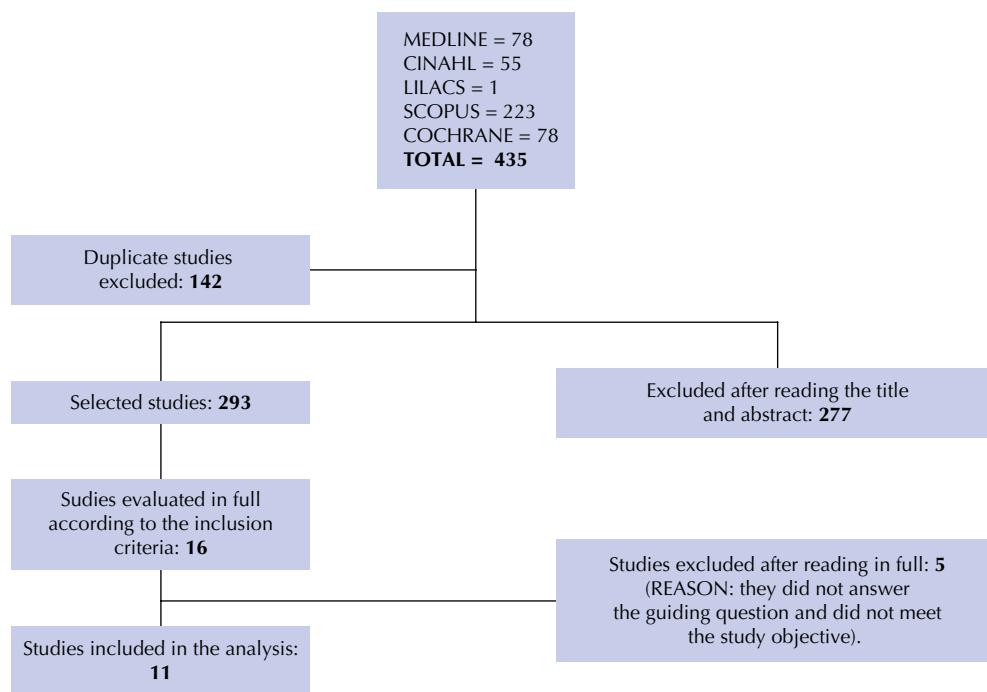 MEDLINE = 78
CINAHL = 55
LILACS = 1
SCOPUS = 223
COCHRANE = 78
TOTAL = 435
Duplicate studies
excluded: 142
Selected studies: 293
Excluded after reading the title
and abstract: 277
Sudies evaluated in full
according to the inclusion
criteria: 16
Studies excluded after reading in full: 5
(REASON: they did not answer
the guiding question and did not meet
the study objective).
Studies included in the analysis:
11